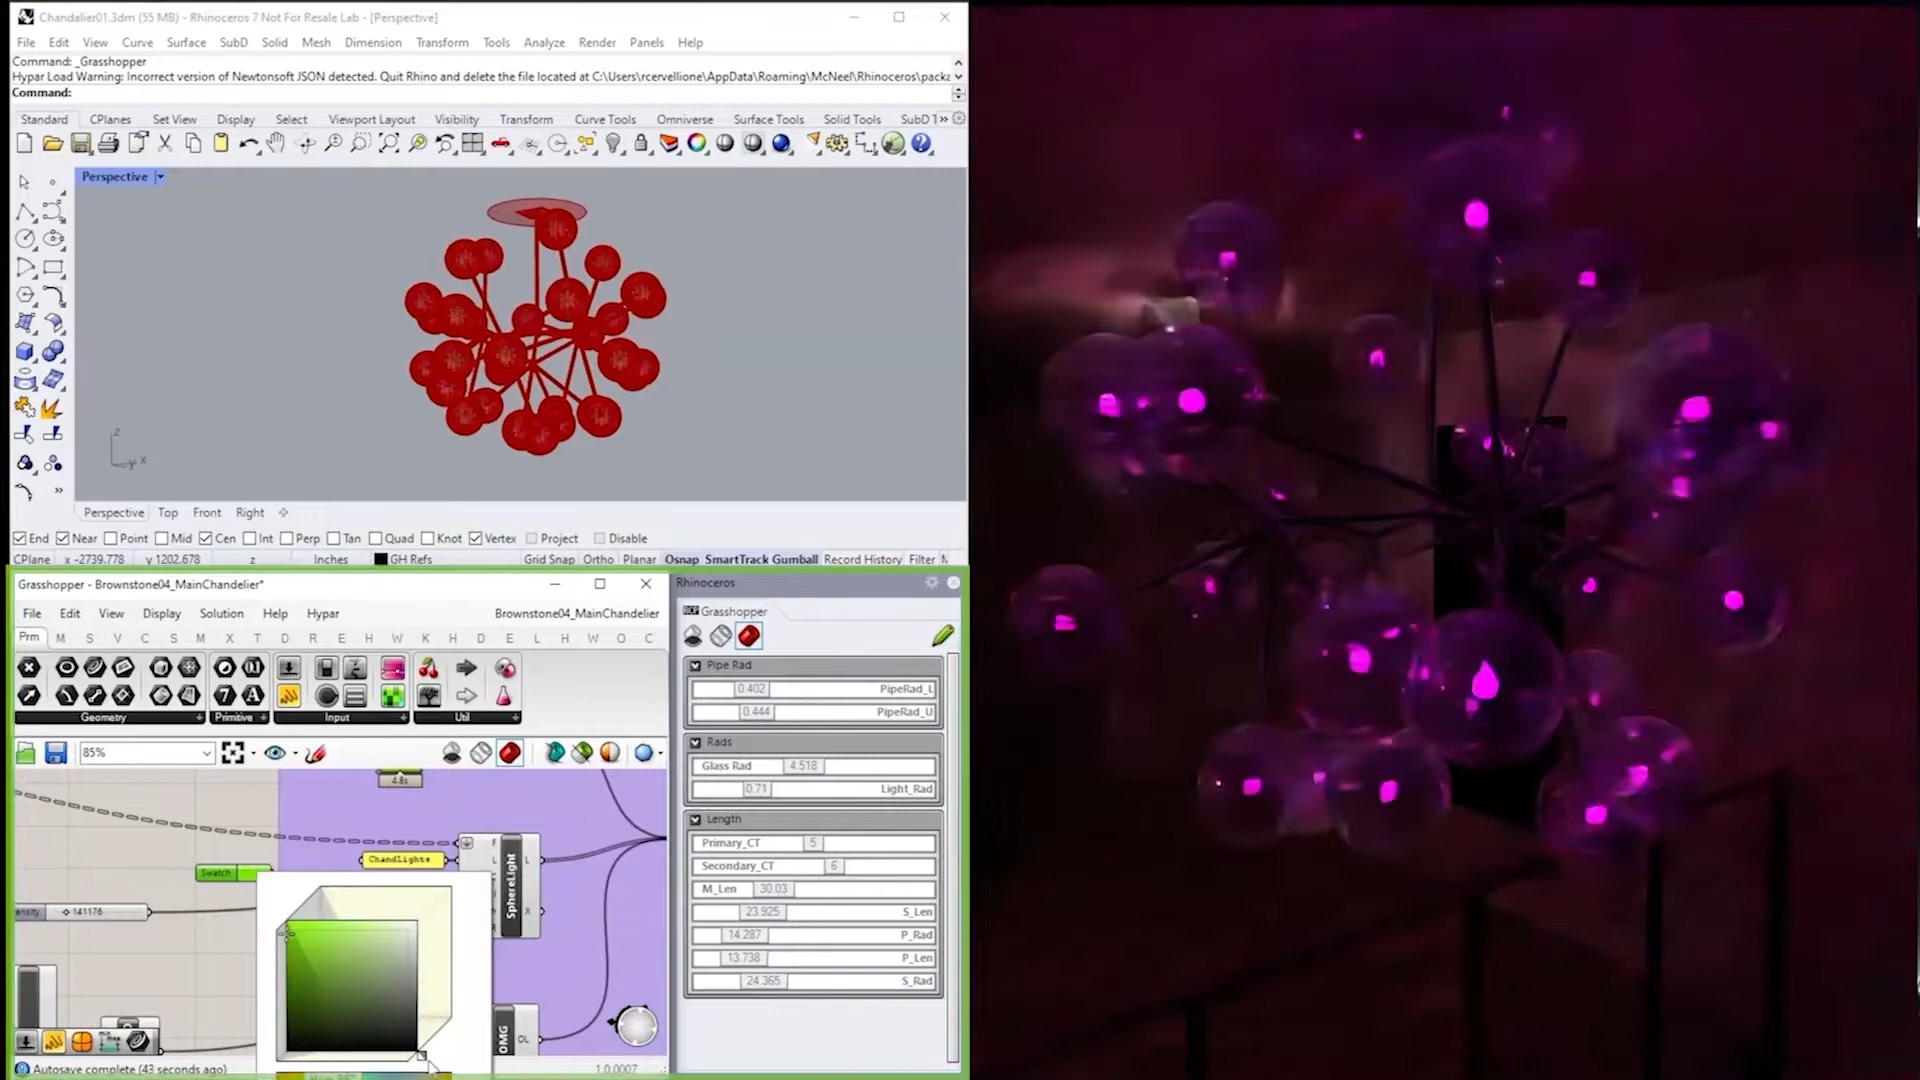 Chandalier01.3dm (55 MB) - Rhinoceros 7 Not For Resale Lab - [Perspective]
File Edit View Curve Surface SubD Solid Mesh Dimension Transform Tools Analyze Render Panels Help
Command: _Grasshopper
Hypar Load Warning: Incorrect version of Newtonsoft JSON detected. Quit Rhino and delete the file located at C:\Users\rcervellione\AppData\Roaming\McNeel\Rhinoceros\packa
Command:
Standard CPlanes Set View Display Select Viewport Layout Visibility Transform Curve Tools Omniverse Surface Tools Solid Tools SubD T
Perspective
z
y x
Perspective Top Front Right
End Near Point Mid Cen Int Perp Tan Quad Knot Vertex Project Disable
CPlane x -2739.778 y 1202.678 z Inches GH Refs Grid Snap Ortho Planar Osnap SmartTrack Gumball Record History Filter M
Grasshopper - Brownstone04_MainChandelier*
File Edit View Display Solution Help Hypar Brownstone04_MainChandelier
Prm M S V C S M X T D R E H W K H D E L H W O C
Geometry Primitive Input Util
85%
4.8s
ChandLights
Swatch
ensity 141176
SphereLight
L
X
OL
Autosave complete (43 seconds ago)
1.0.0007
Rhinoceros
Grasshopper
Pipe Rad
0.402 PipeRad_L
0.444 PipeRad_U
Rads
Glass Rad 4.518
0.71 Light_Rad
Length
Primary_CT 5
Secondary_CT 6
M_Len 30.03
23.925 S_Len
14.287 P_Rad
13.738 P_Len
24.365 S_Rad